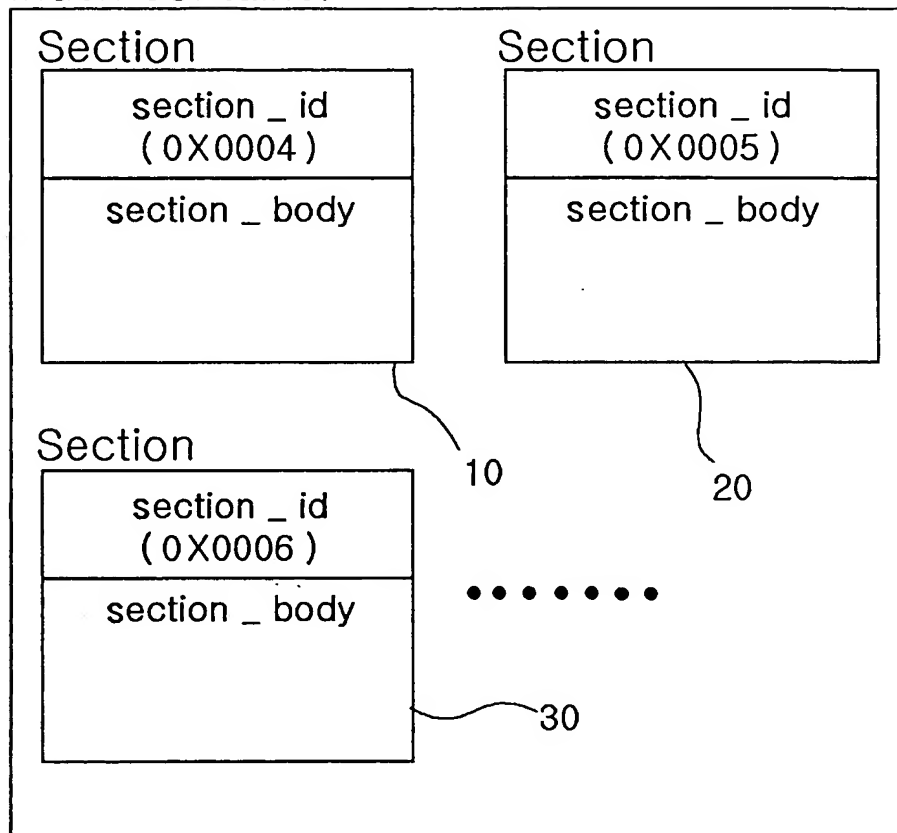 Section
section _ id
(0X0004)
section _ body
10
Section
section _ id
(0X0005)
section _ body
20
Section
section _ id
(0X0006)
section _ body
30